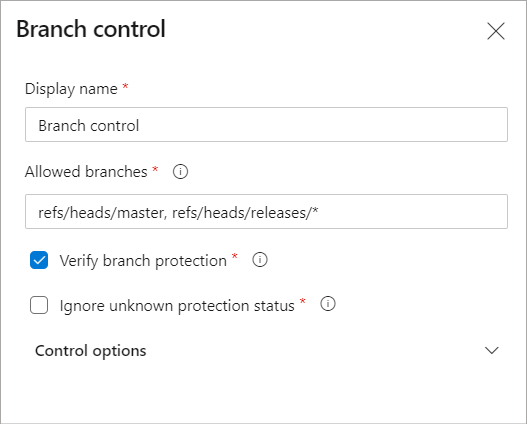 Branch control
Display name *
Branch control
Allowed branches *
refs/heads/master, refs/heads/releases/*
Verify branch protection *
Ignore unknown protection status *
Control options